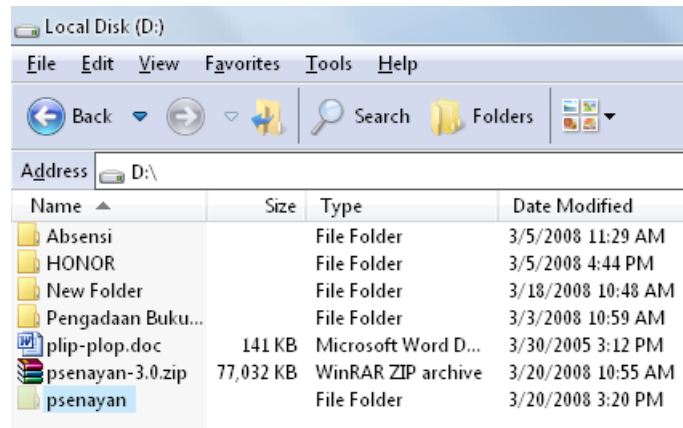 Local Disk (D:)
File Edit View Favorites Tools Help
Back Search Folders
Address D:\
Name Size Type Date Modified
Absensi File Folder 3/5/2008 11:29 AM
HONOR File Folder 3/5/2008 4:44 PM
New Folder File Folder 3/18/2008 10:48 AM
Pengadaan Buku... File Folder 3/3/2008 10:59 AM
plip-plop.doc 141 KB Microsoft Word D... 3/30/2005 3:12 PM
psenayan-3.0.zip 77,032 KB WinRAR ZIP archive 3/20/2008 10:55 AM
psenayan File Folder 3/20/2008 3:20 PM